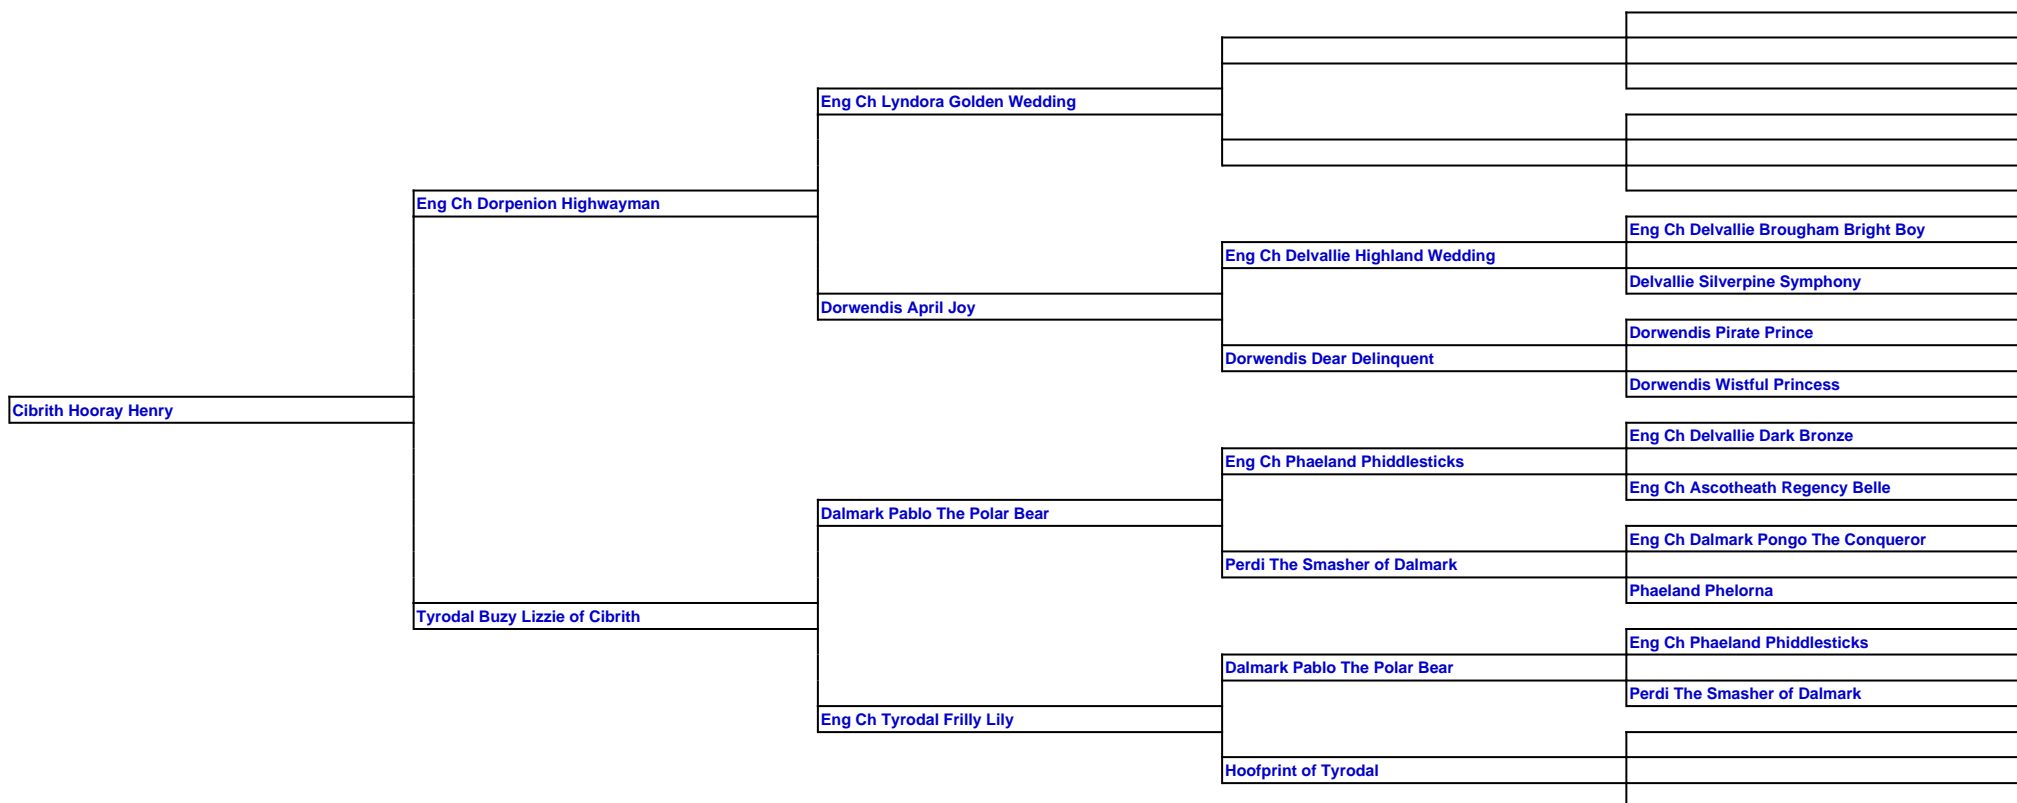 Eng Ch Lyndora Golden Wedding
Eng Ch Dorpenion Highwayman
Eng Ch Delvallie Brougham Bright Boy
Eng Ch Delvallie Highland Wedding
Delvallie Silverpine Symphony
Dorwendis April Joy
Dorwendis Pirate Prince
Dorwendis Dear Delinquent
Dorwendis Wistful Princess
Cibrith Hooray Henry
Eng Ch Delvallie Dark Bronze
Eng Ch Phaeland Phiddlesticks
Eng Ch Ascotheath Regency Belle
Dalmark Pablo The Polar Bear
Eng Ch Dalmark Pongo The Conqueror
Perdi The Smasher of Dalmark
Phaeland Phelorna
Tyrodal Buzy Lizzie of Cibrith
Eng Ch Phaeland Phiddlesticks
Dalmark Pablo The Polar Bear
Perdi The Smasher of Dalmark
Eng Ch Tyrodal Frilly Lily
Hoofprint of Tyrodal